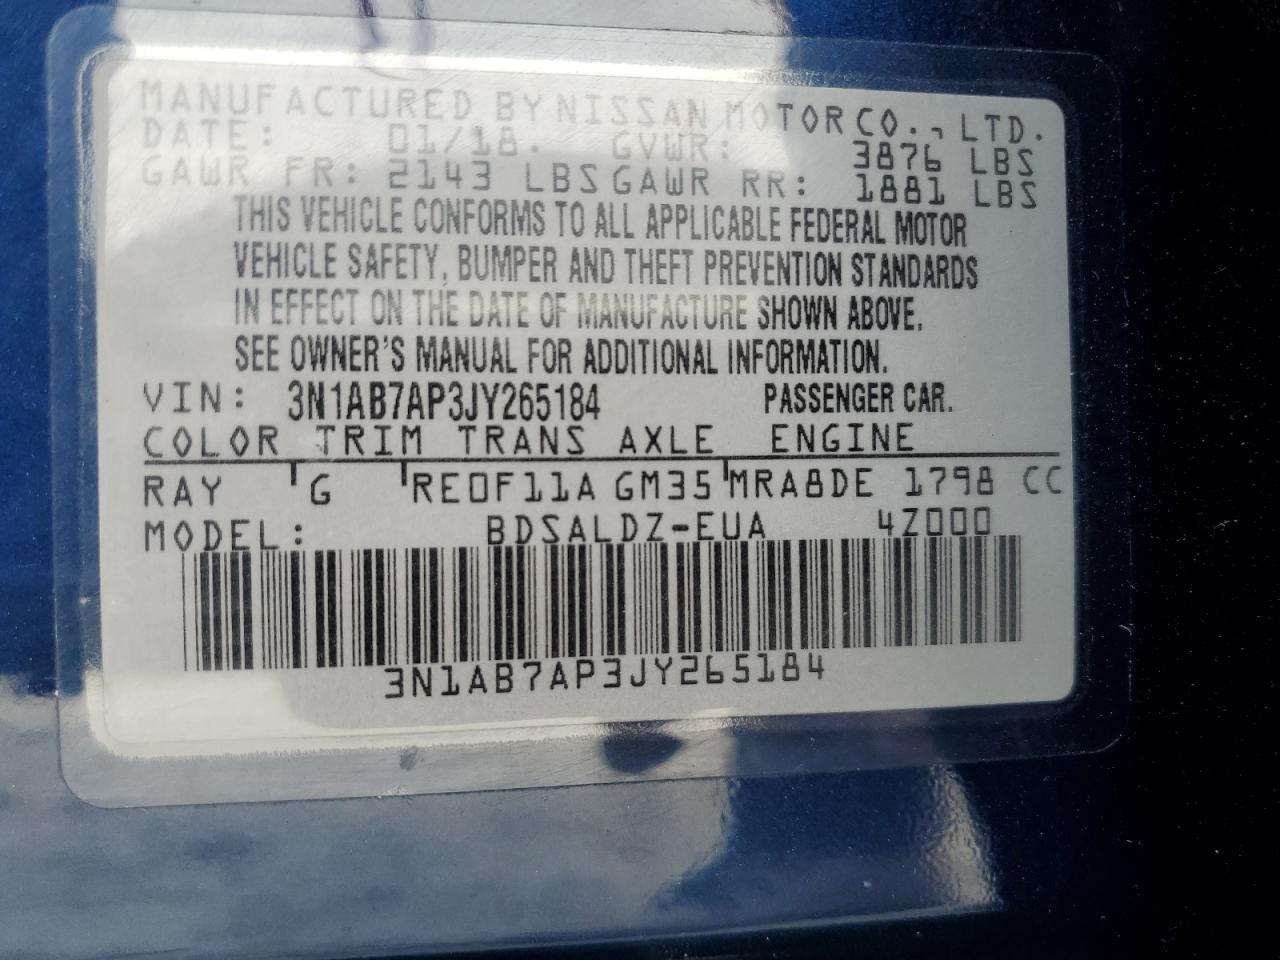 MANUFACTURED BY NISSAN MOTOR CO., LTD.
DATE: 01/18. GVWR: 3876 LBS
GAWR FR: 2143 LBS GAWR RR: 1881 LBS
THIS VEHICLE CONFORMS TO ALL APPLICABLE FEDERAL MOTOR
VEHICLE SAFETY, BUMPER AND THEFT PREVENTION STANDARDS
IN EFFECT ON THE DATE OF MANUFACTURE SHOWN ABOVE.
SEE OWNER'S MANUAL FOR ADDITIONAL INFORMATION.
VIN: 3N1AB7AP3JY265184 PASSENGER CAR.
COLOR TRIM TRANS AXLE ENGINE
RAY G RE0F11A GM35 MRA8DE 1798 CC
MODEL: BDSALDZ-EUA 4Z000
3N1AB7AP3JY265184